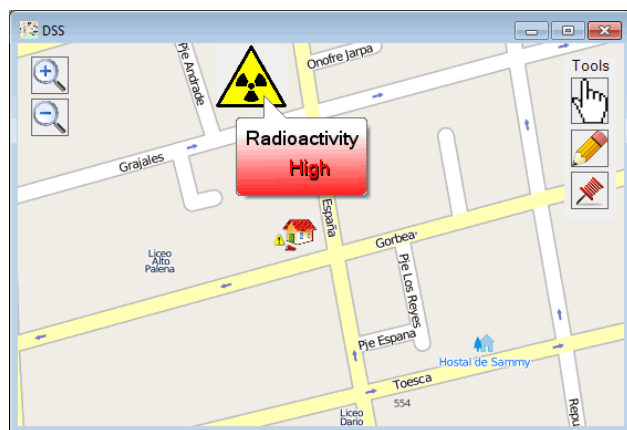 DSS
Pje Andrade
Onofre Jarpa
Tools
Radioactivity
High
Grajales
España
Gorbea
Liceo
Alto
Palena
Pje Los Reyes
Pje Espana
Hostal de Sammy
Toesca
554
Liceo
Dario
Repu